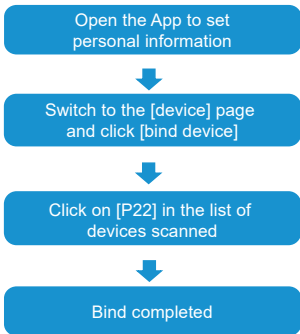 Open the App to set
personal information
Switch to the [device] page
and click [bind device]
Click on [P22] in the list of
devices scanned
Bind completed